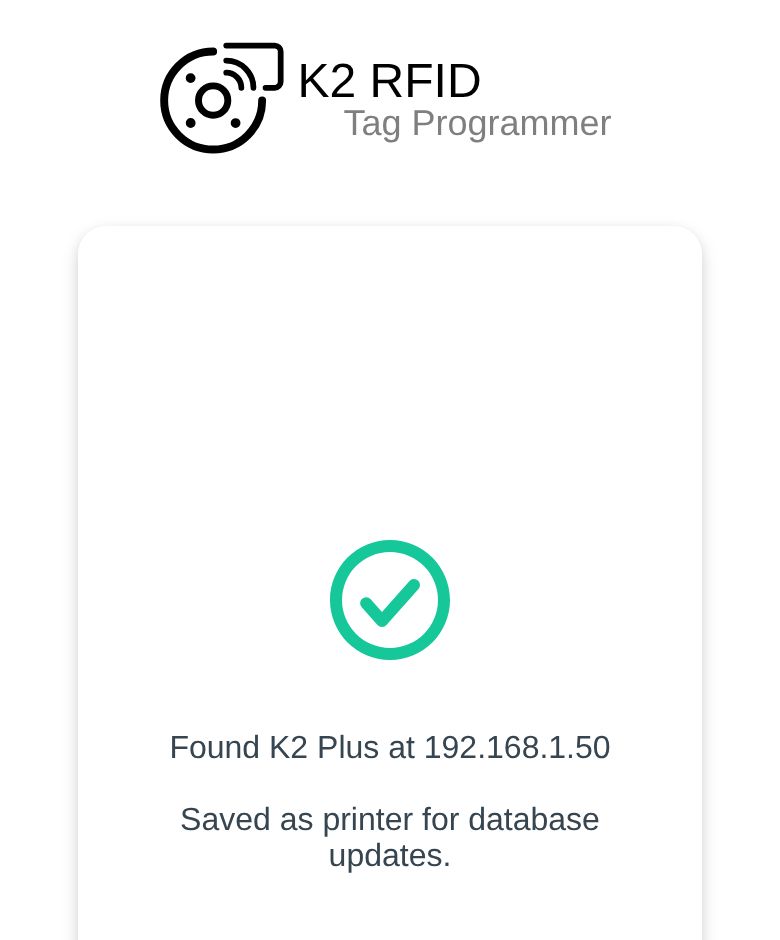 K2 RFID
Tag Programmer
Found K2 Plus at 192.168.1.50
Saved as printer for database
updates.